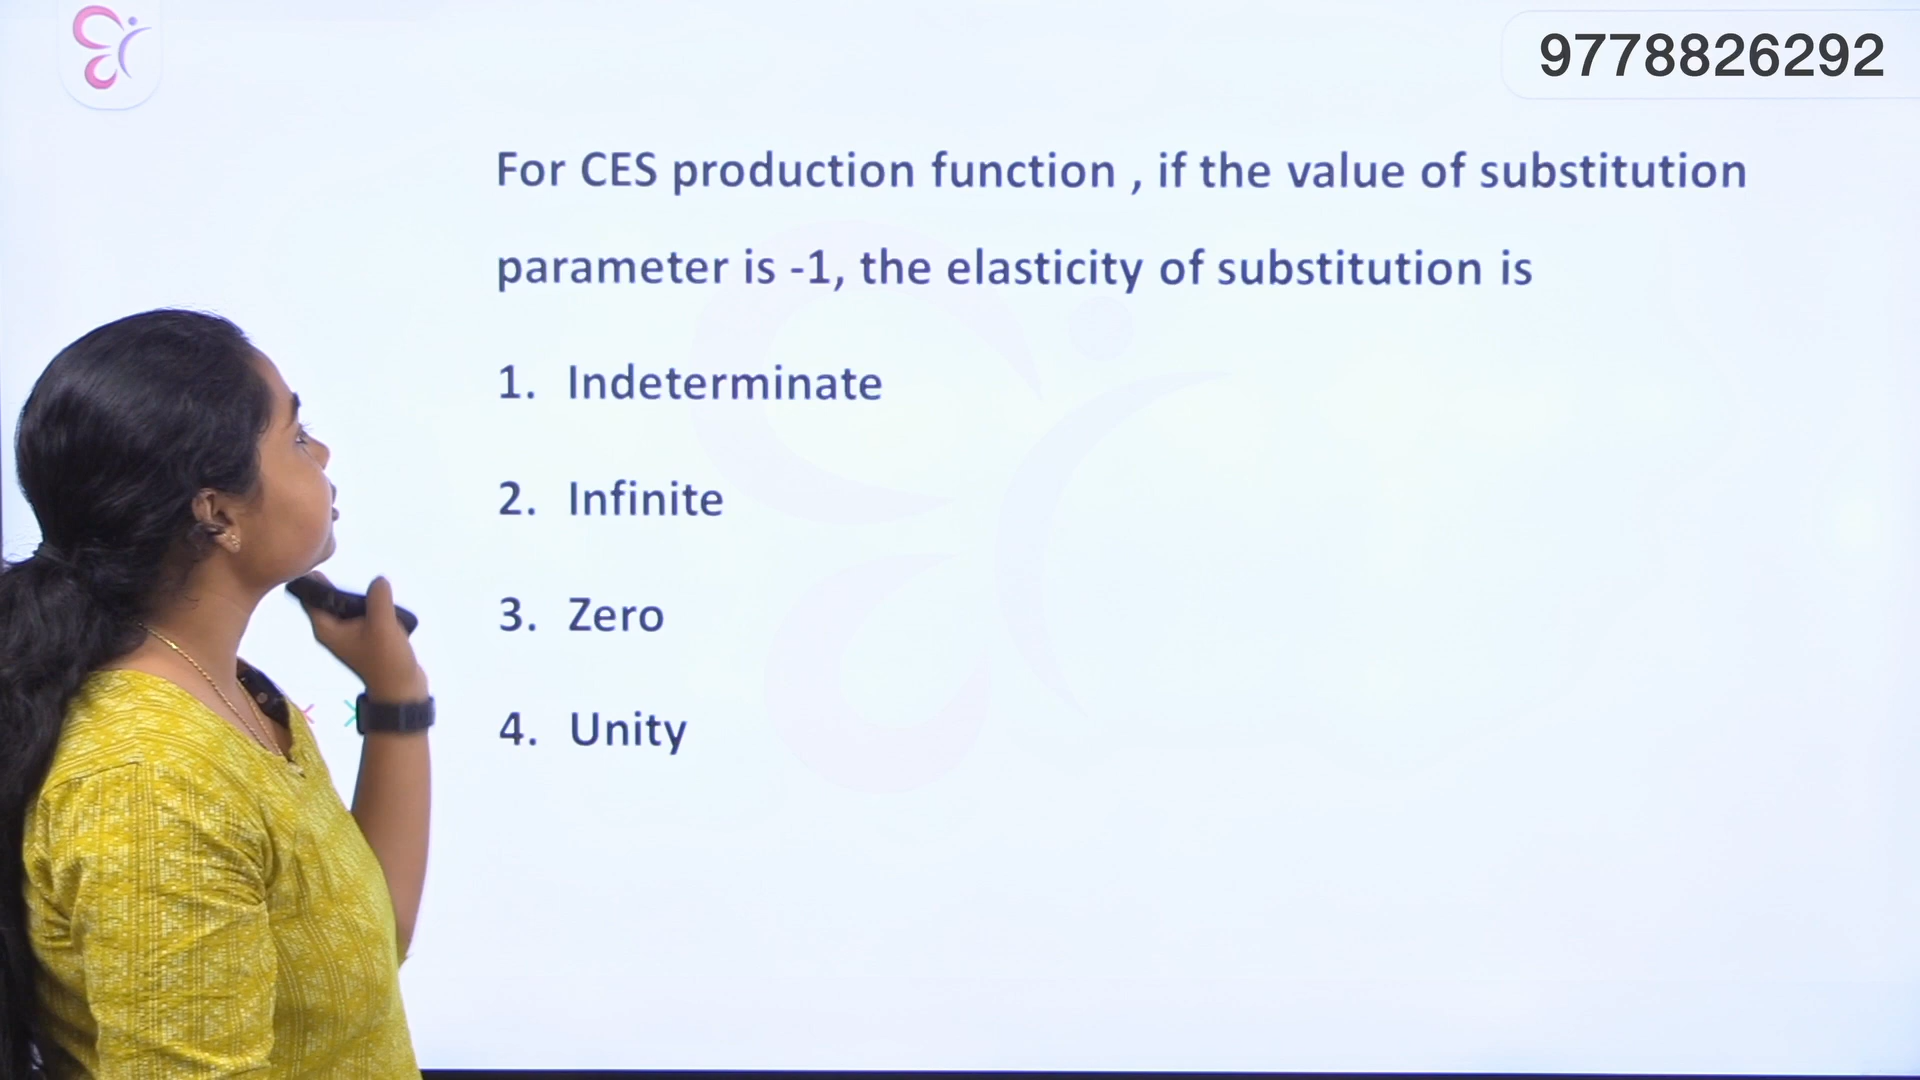 9778826292
For CES production function , if the value of substitution
parameter is -1, the elasticity of substitution is
1. Indeterminate
2. Infinite
3. Zero
4. Unity